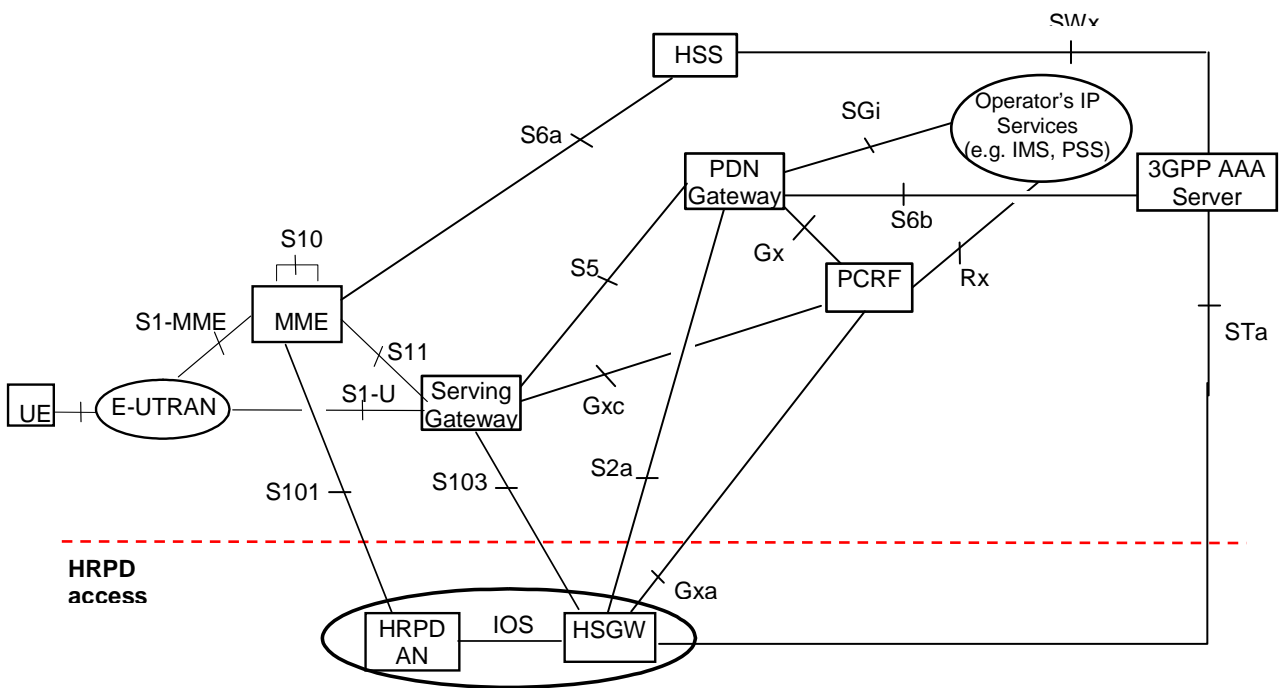 SWx
HSS
Operator's IP
Services
(e.g. IMS, PSS)
SGi
S6a
PDN
Gateway
3GPP AAA
Server
S6b
S10
Gx
S5
PCRF
Rx
S1-MME
MME
STa
S11
S1-U
Serving
Gateway
UE
E-UTRAN
Gxc
S2a
S101
S103
HRPD
access
Gxa
IOS
HRPD
AN
HSGW